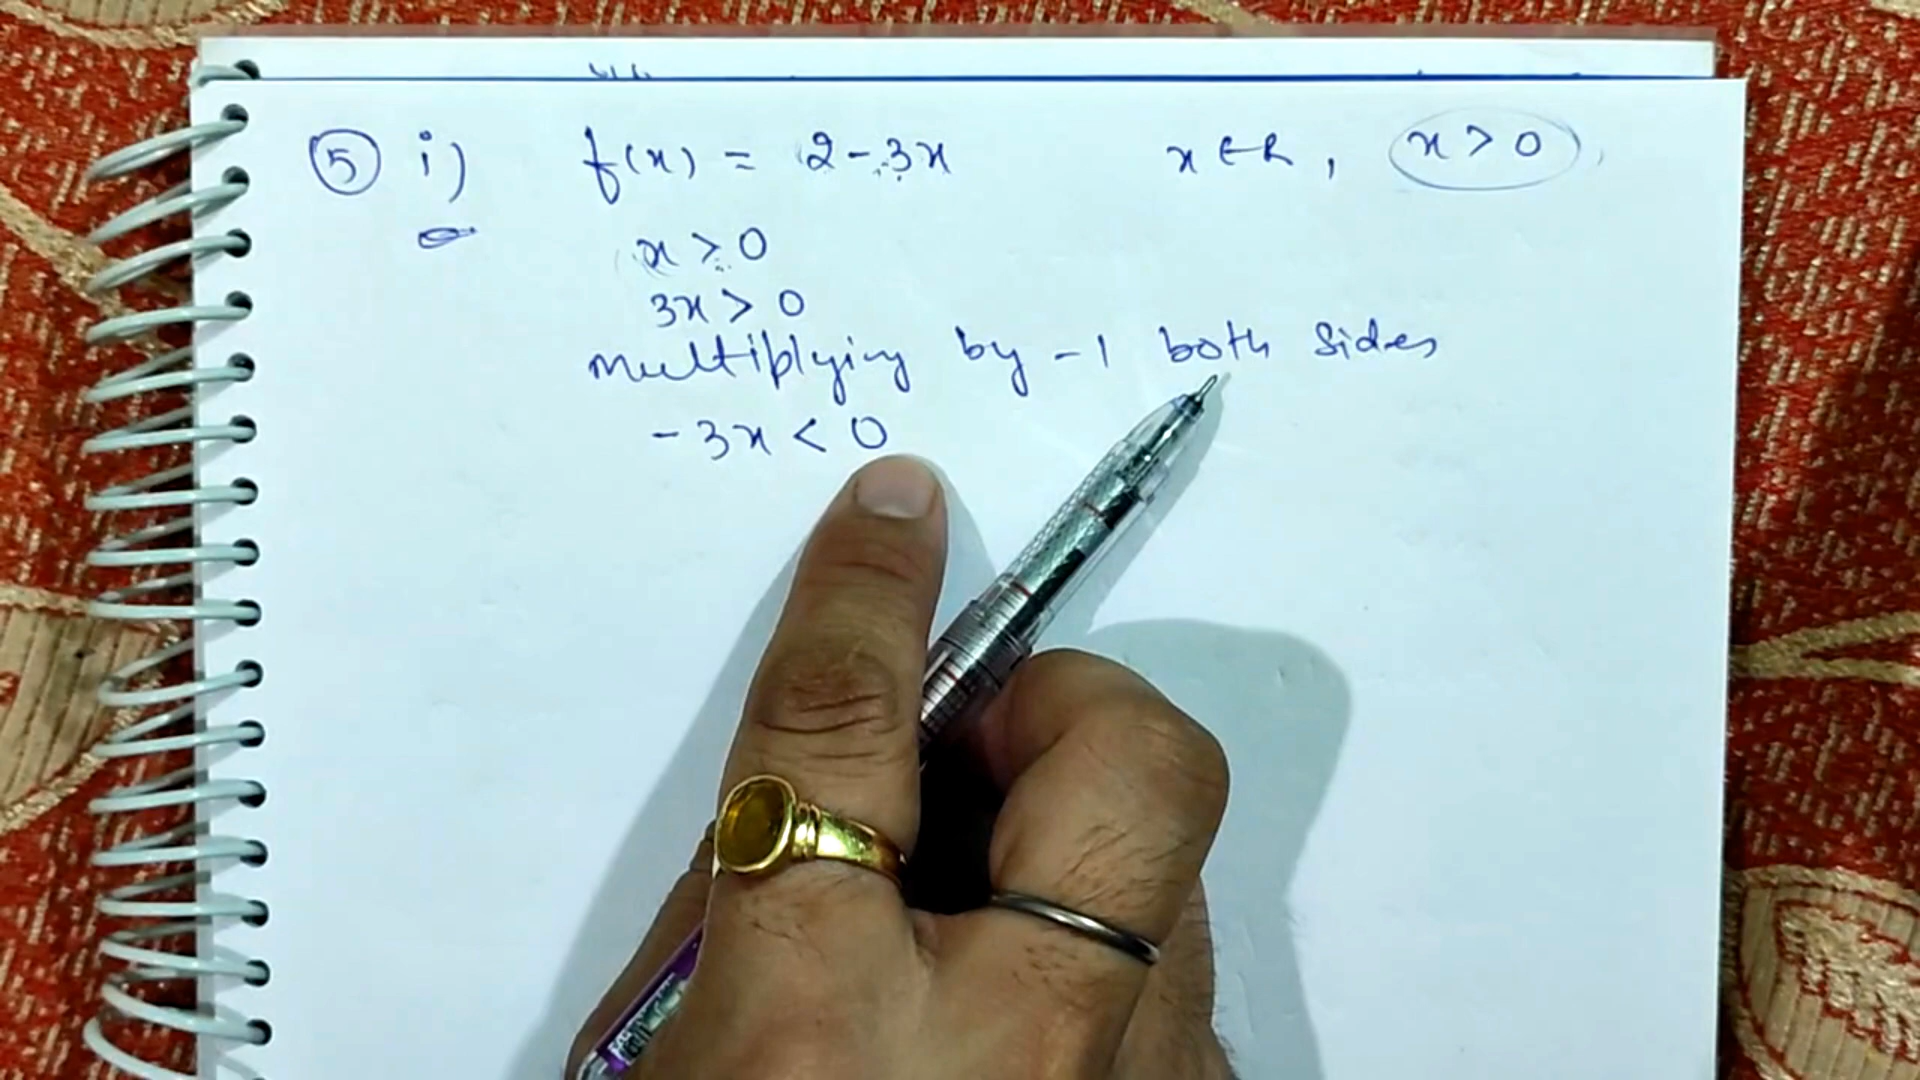 ⑤ i) f(x) = 2-3x x ∈ R, x > 0
x > 0
3x > 0
multiplying by -1 both sides
-3x < 0